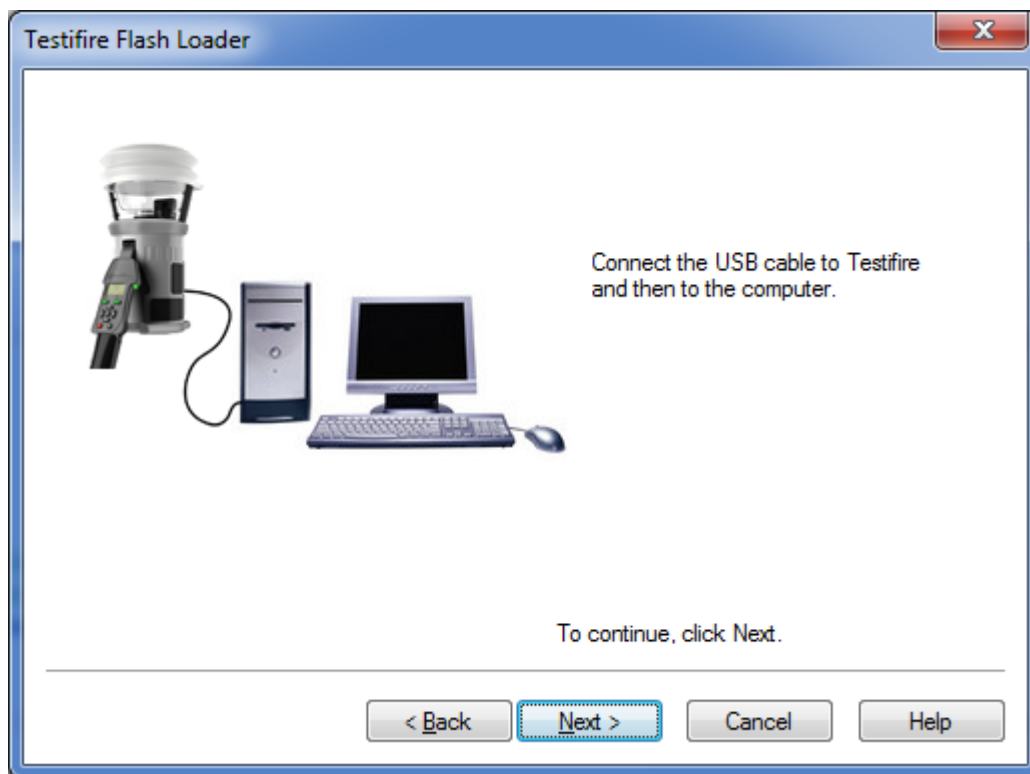 Testifire Flash Loader
Connect the USB cable to Testifire
and then to the computer.
To continue, click Next.
< Back
Next >
Cancel
Help